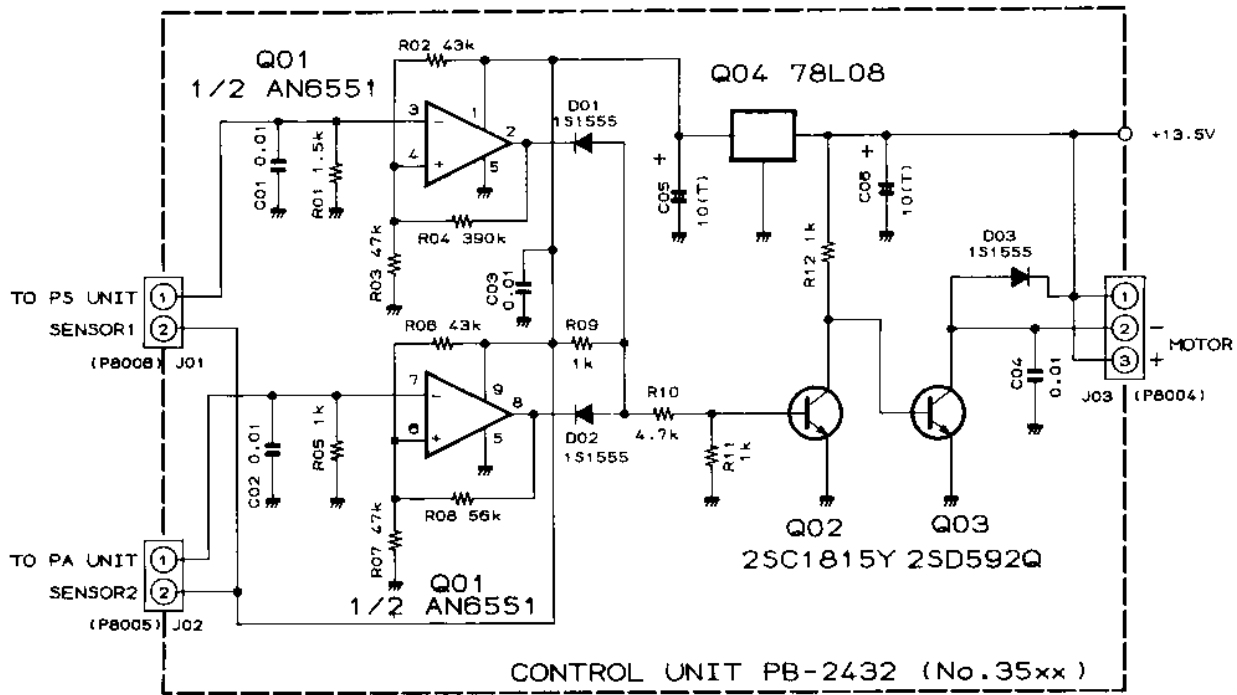 Q01
1/2 AN6551
R02 43k
Q04 78L08
D01
1S1555
3
1
2
4
5
-
+
+13.5V
C01 0.01
R01 1.5k
R04 390k
R03 47k
C03
0.01
+
C05
10(T)
R12 1k
+
C06
10(T)
D03
1S1555
TO PS UNIT
1
SENSOR1
2
(P8008) J01
1
2
-
3
+
MOTOR
J03 (P8004)
C04
0.01
R06 43k
R09
1k
7
9
8
6
5
-
+
R10
4.7k
D02
1S1555
R11
1k
C02 0.01
R05 1k
R08 56k
R07 47k
Q02
2SC1815Y
Q03
2SD592Q
TO PA UNIT
1
SENSOR2
2
(P8005) J02
Q01
1/2 AN6551
CONTROL UNIT PB-2432 (No.35xx)